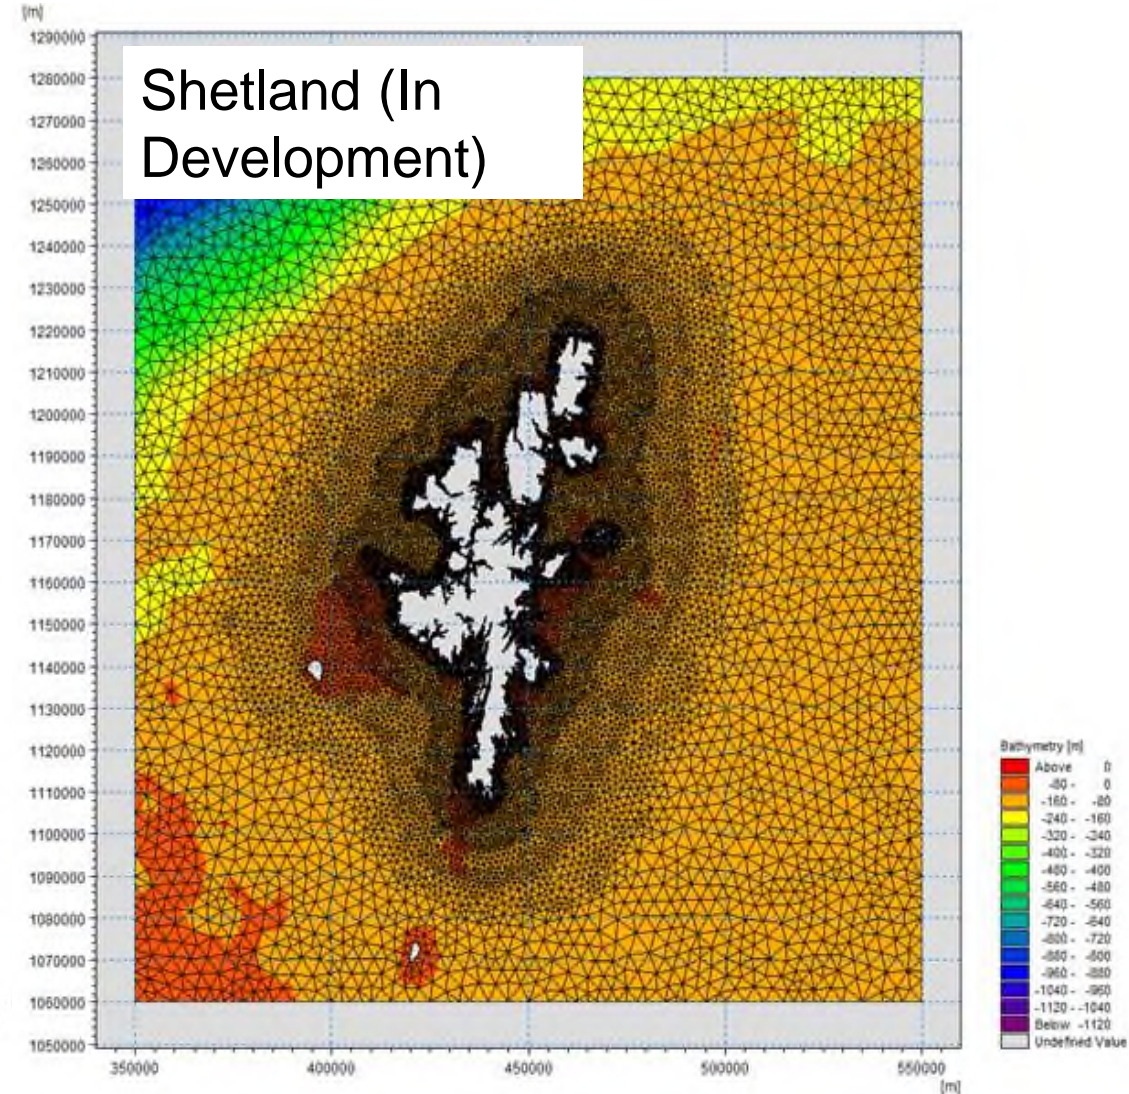 [m]
Shetland (In
Development)
1290000
1280000
1270000
1260000
1250000
1240000
1230000
1220000
1210000
1200000
1190000
1180000
1170000
1160000
1150000
1140000
1130000
1120000
1110000
1100000
1090000
1080000
1070000
1060000
1050000
350000 400000 450000 500000 550000
[m]
Bathymetry [m]
Above 0
-80 - 0
-160 - -80
-240 - -160
-320 - -240
-400 - -320
-480 - -400
-560 - -480
-640 - -560
-720 - -640
-800 - -720
-880 - -800
-960 - -880
-1040 - -960
-1120 - -1040
Below -1120
Undefined Value